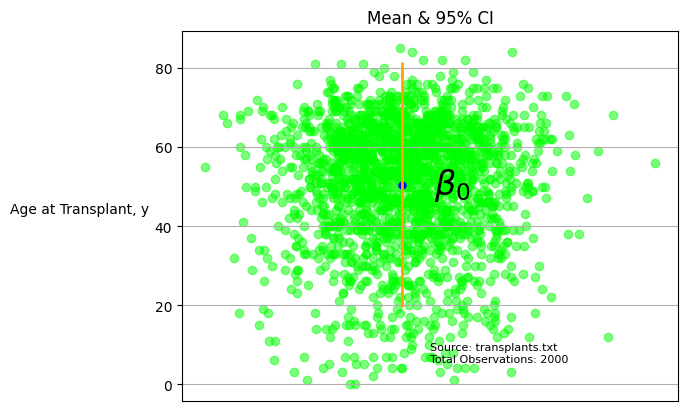 Mean & 95% CI
80
60
40
20
0
Age at Transplant, y
β₀
Source: transplants.txt
Total Observations: 2000